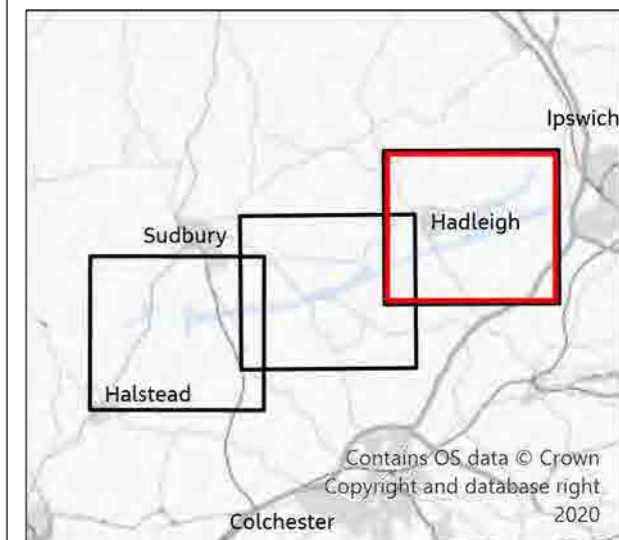 Ipswich
Hadleigh
Sudbury
Halstead
Contains OS data © Crown
Copyright and database right
2020
Colchester